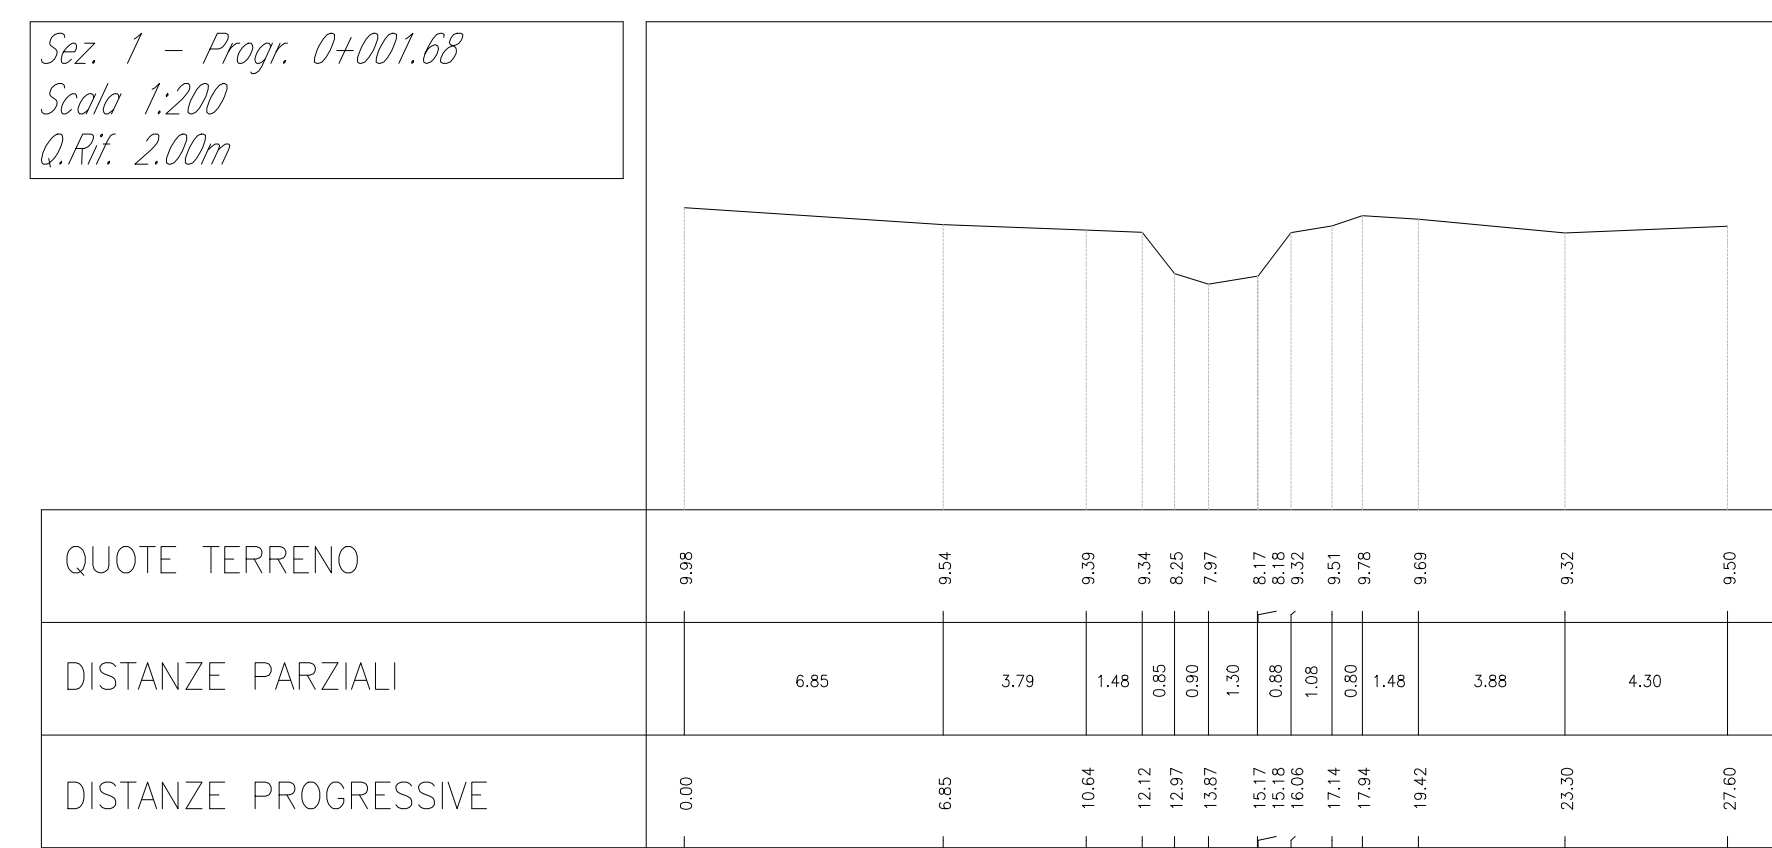 Sez. 1 - Progr. 0+001.68
Scala 1:200
Q.Rif. 2.00m
QUOTE TERRENO 9.98 9.54 9.39 9.34 8.25 7.97 8.17 8.18 9.32 9.51 9.78 9.69 9.32 9.50
DISTANZE PARZIALI 6.85 3.79 1.48 0.85 0.90 1.30 0.88 1.08 0.80 1.48 3.88 4.30
DISTANZE PROGRESSIVE 0.00 6.85 10.64 12.12 12.97 13.87 15.17 15.18 16.06 17.14 17.94 19.42 23.30 27.60